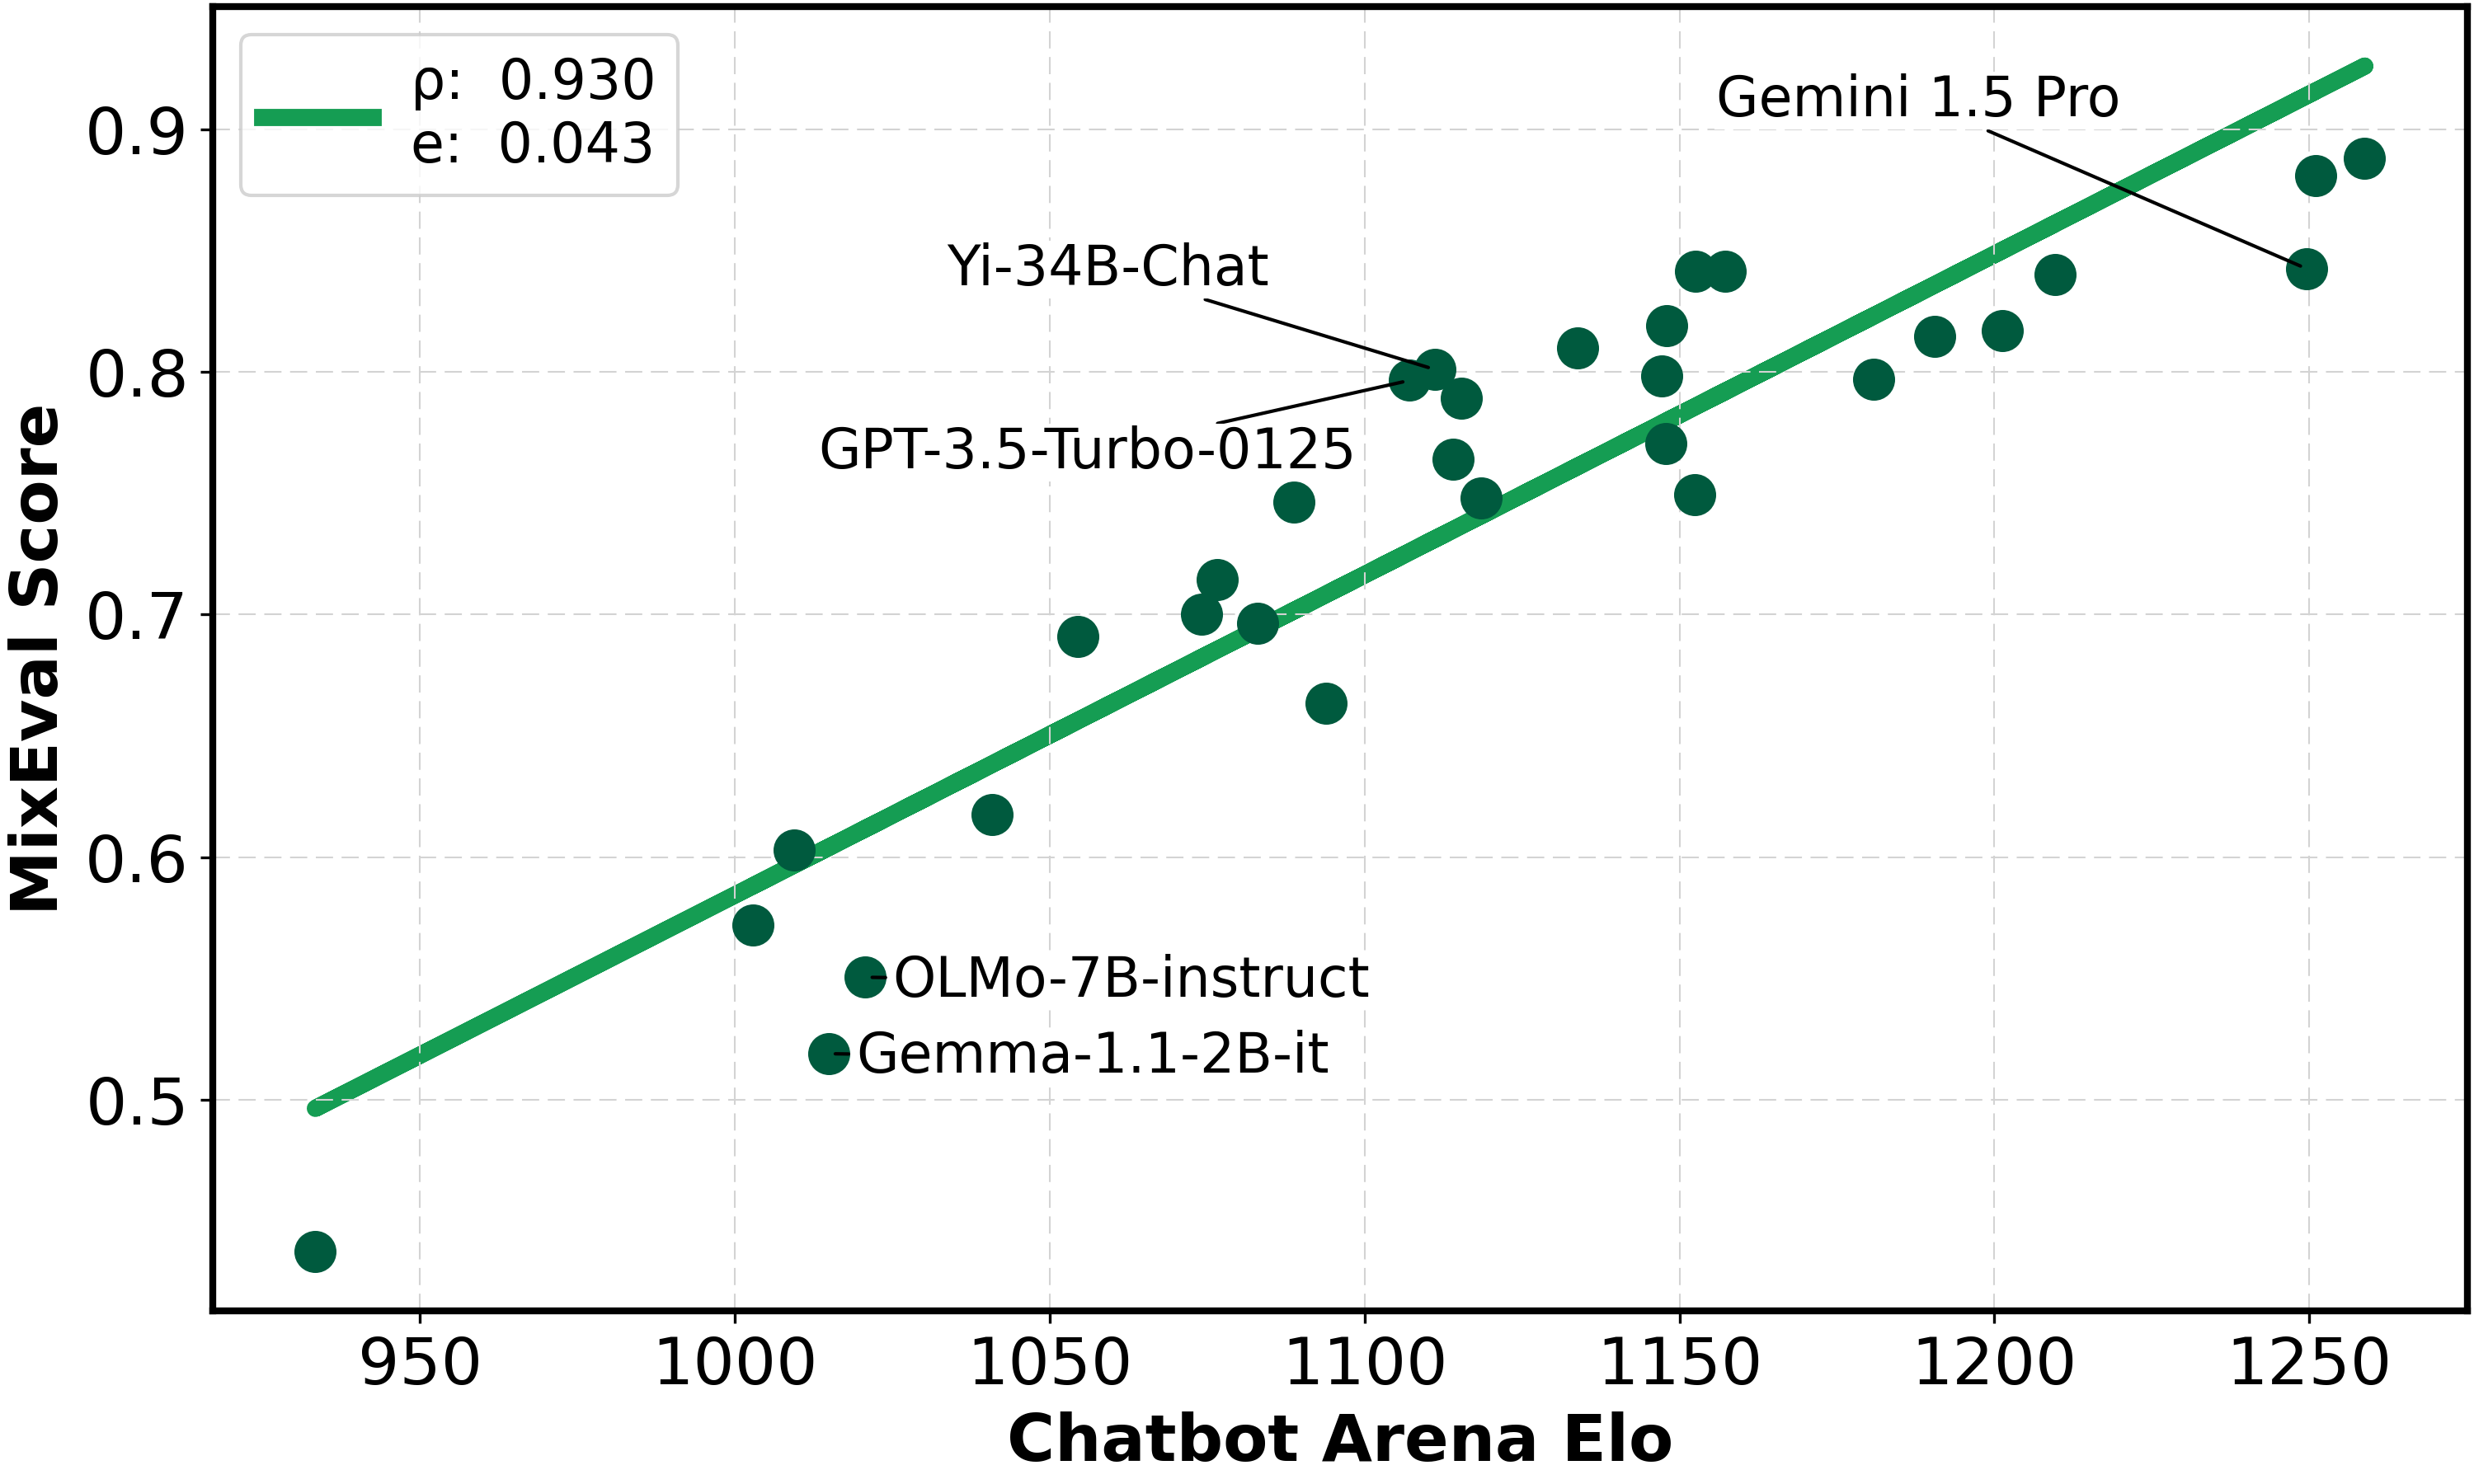 ρ: 0.930
e: 0.043
Gemini 1.5 Pro
Yi-34B-Chat
GPT-3.5-Turbo-0125
OLMo-7B-instruct
Gemma-1.1-2B-it
MixEval Score
0.9
0.8
0.7
0.6
0.5
950 1000 1050 1100 1150 1200 1250
Chatbot Arena Elo